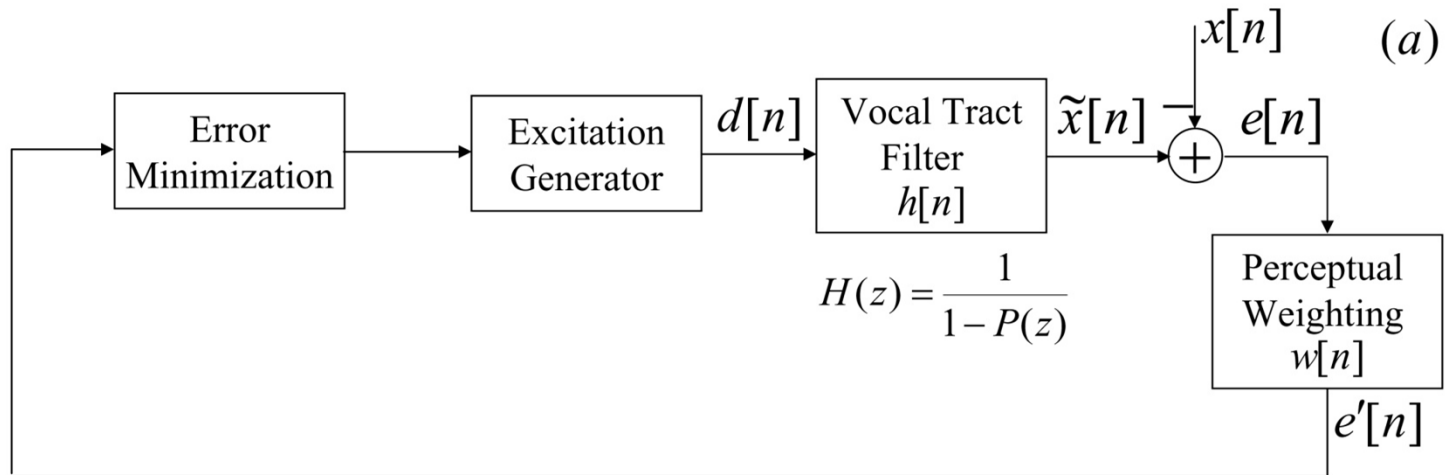 x[n]
(a)
Error
Minimization
Excitation
Generator
d[n]
Vocal Tract
Filter
h[n]
x̃[n]
−
+
e[n]
H(z) = 1 / (1 − P(z))
Perceptual
Weighting
w[n]
e′[n]